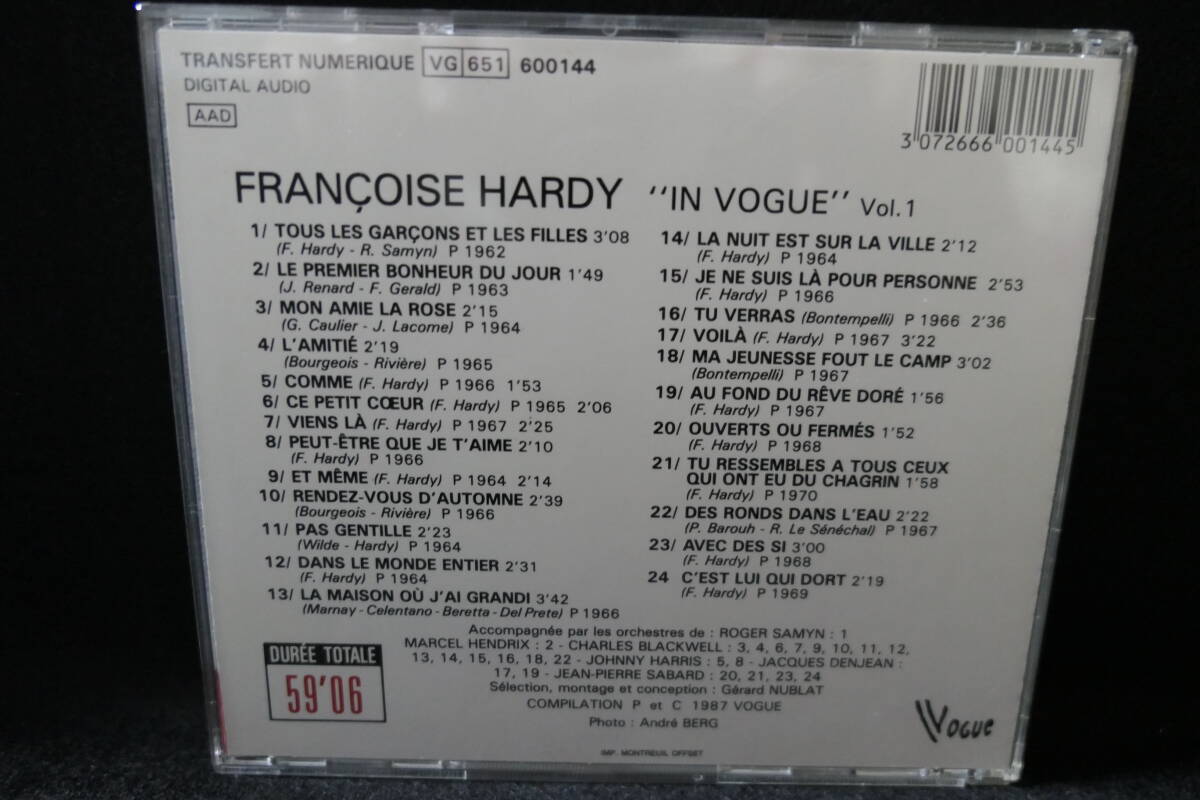 TRANSFERT NUMERIQUE VG 651 600144
DIGITAL AUDIO
AAD
3 072666 001445
FRANÇOISE HARDY "IN VOGUE" Vol.1
1/ TOUS LES GARÇONS ET LES FILLES 3'08
(F. Hardy - R. Samyn) P 1962
2/ LE PREMIER BONHEUR DU JOUR 1'49
(J. Renard - F. Gerald) P 1963
3/ MON AMIE LA ROSE 2'15
(G. Caulier - J. Lacome) P 1964
4/ L'AMITIÉ 2'19
(Bourgeois - Rivière) P 1965
5/ COMME (F. Hardy) P 1966 1'53
6/ CE PETIT CŒUR (F. Hardy) P 1965 2'06
7/ VIENS LÀ (F. Hardy) P 1967 2'25
8/ PEUT-ÊTRE QUE JE T'AIME 2'10
(F. Hardy) P 1966
9/ ET MÊME (F. Hardy) P 1964 2'14
10/ RENDEZ-VOUS D'AUTOMNE 2'39
(Bourgeois - Rivière) P 1966
11/ PAS GENTILLE 2'23
(Wilde - Hardy) P 1964
12/ DANS LE MONDE ENTIER 2'31
(F. Hardy) P 1964
13/ LA MAISON OÙ J'AI GRANDI 3'42
(Marnay - Celentano - Beretta - Del Prete) P 1966
14/ LA NUIT EST SUR LA VILLE 2'12
(F. Hardy) P 1964
15/ JE NE SUIS LÀ POUR PERSONNE 2'53
(F. Hardy) P 1966
16/ TU VERRAS (Bontempelli) P 1966 2'36
17/ VOILÀ (F. Hardy) P 1967 3'22
18/ MA JEUNESSE FOUT LE CAMP 3'02
(Bontempelli) P 1967
19/ AU FOND DU RÊVE DORÉ 1'56
(F. Hardy) P 1967
20/ OUVERTS OU FERMÉS 1'52
(F. Hardy) P 1968
21/ TU RESSEMBLES A TOUS CEUX
QUI ONT EU DU CHAGRIN 1'58
(F. Hardy) P 1970
22/ DES RONDS DANS L'EAU 2'22
(P. Barouh - R. Le Sénéchal) P 1967
23/ AVEC DES SI 3'00
(F. Hardy) P 1968
24 C'EST LUI QUI DORT 2'19
(F. Hardy) P 1969
Accompagnée par les orchestres de : ROGER SAMYN : 1
MARCEL HENDRIX : 2 - CHARLES BLACKWELL : 3, 4, 6, 7, 9, 10, 11, 12,
13, 14, 15, 16, 18, 22 - JOHNNY HARRIS : 5, 8 - JACQUES DENJEAN :
17, 19 - JEAN-PIERRE SABARD : 20, 21, 23, 24
Sélection, montage et conception : Gérard NUBLAT
COMPILATION P et C 1987 VOGUE
Photo : André BERG
DURÉE TOTALE
59'06
Vogue
IMP. MONTREUIL OFFSET